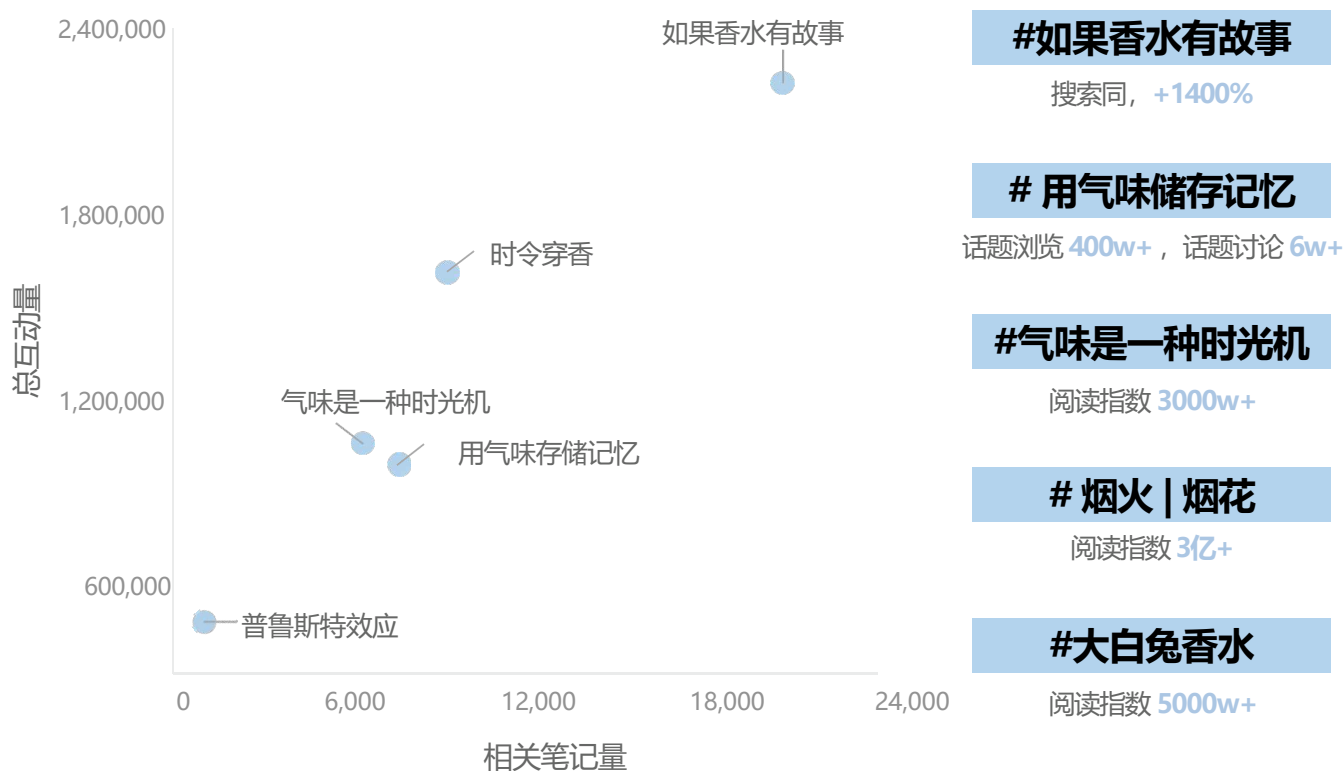 2,400,000
1,800,000
1,200,000
600,000
总互动量
如果香水有故事
时令穿香
气味是一种时光机
用气味存储记忆
普鲁斯特效应
0
6,000
12,000
18,000
24,000
相关笔记量
#如果香水有故事
搜索同，+1400%
# 用气味储存记忆
话题浏览 400w+ ，话题讨论 6w+
#气味是一种时光机
阅读指数 3000w+
# 烟火 | 烟花
阅读指数 3亿+
#大白兔香水
阅读指数 5000w+